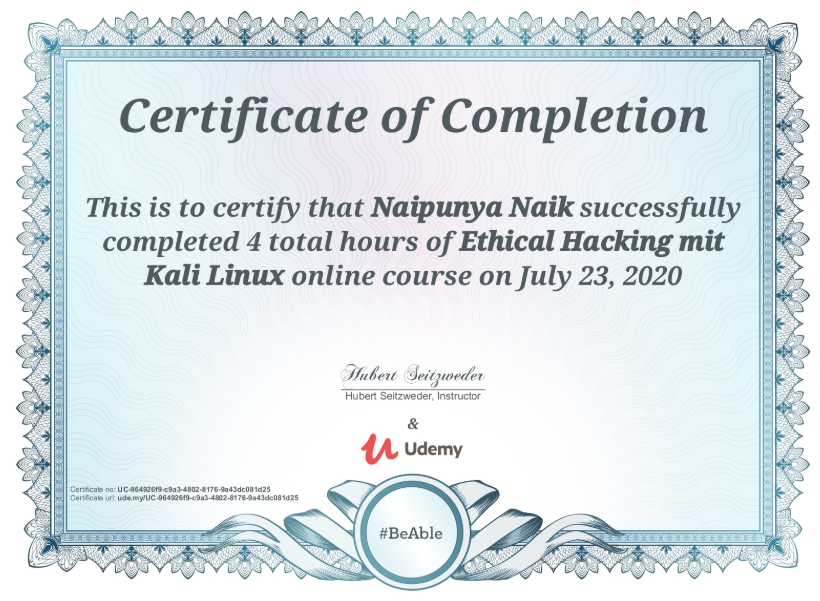 Certificate of Completion
This is to certify that Naipunya Naik successfully
completed 4 total hours of Ethical Hacking mit
Kali Linux online course on July 23, 2020
Hubert Seitzweder
Hubert Seitzweder, Instructor
&
Udemy
Certificate no: UC-964926f9-c9a3-4802-8176-9a43dc081d25
Certificate url: ude.my/UC-964926f9-c9a3-4802-8176-9a43dc081d25
#BeAble